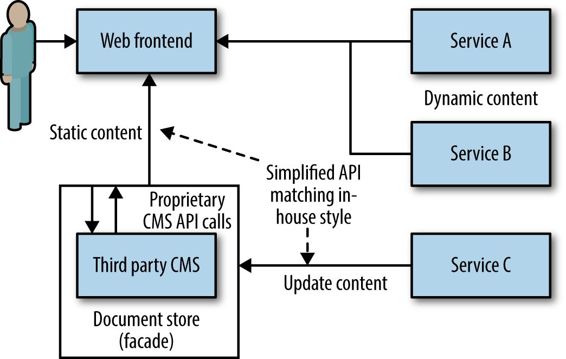 Web frontend
Service A
Dynamic content
Static content
Service B
Simplified API
matching in-
house style
Proprietary
CMS API calls
Third party CMS
Service C
Update content
Document store
(facade)